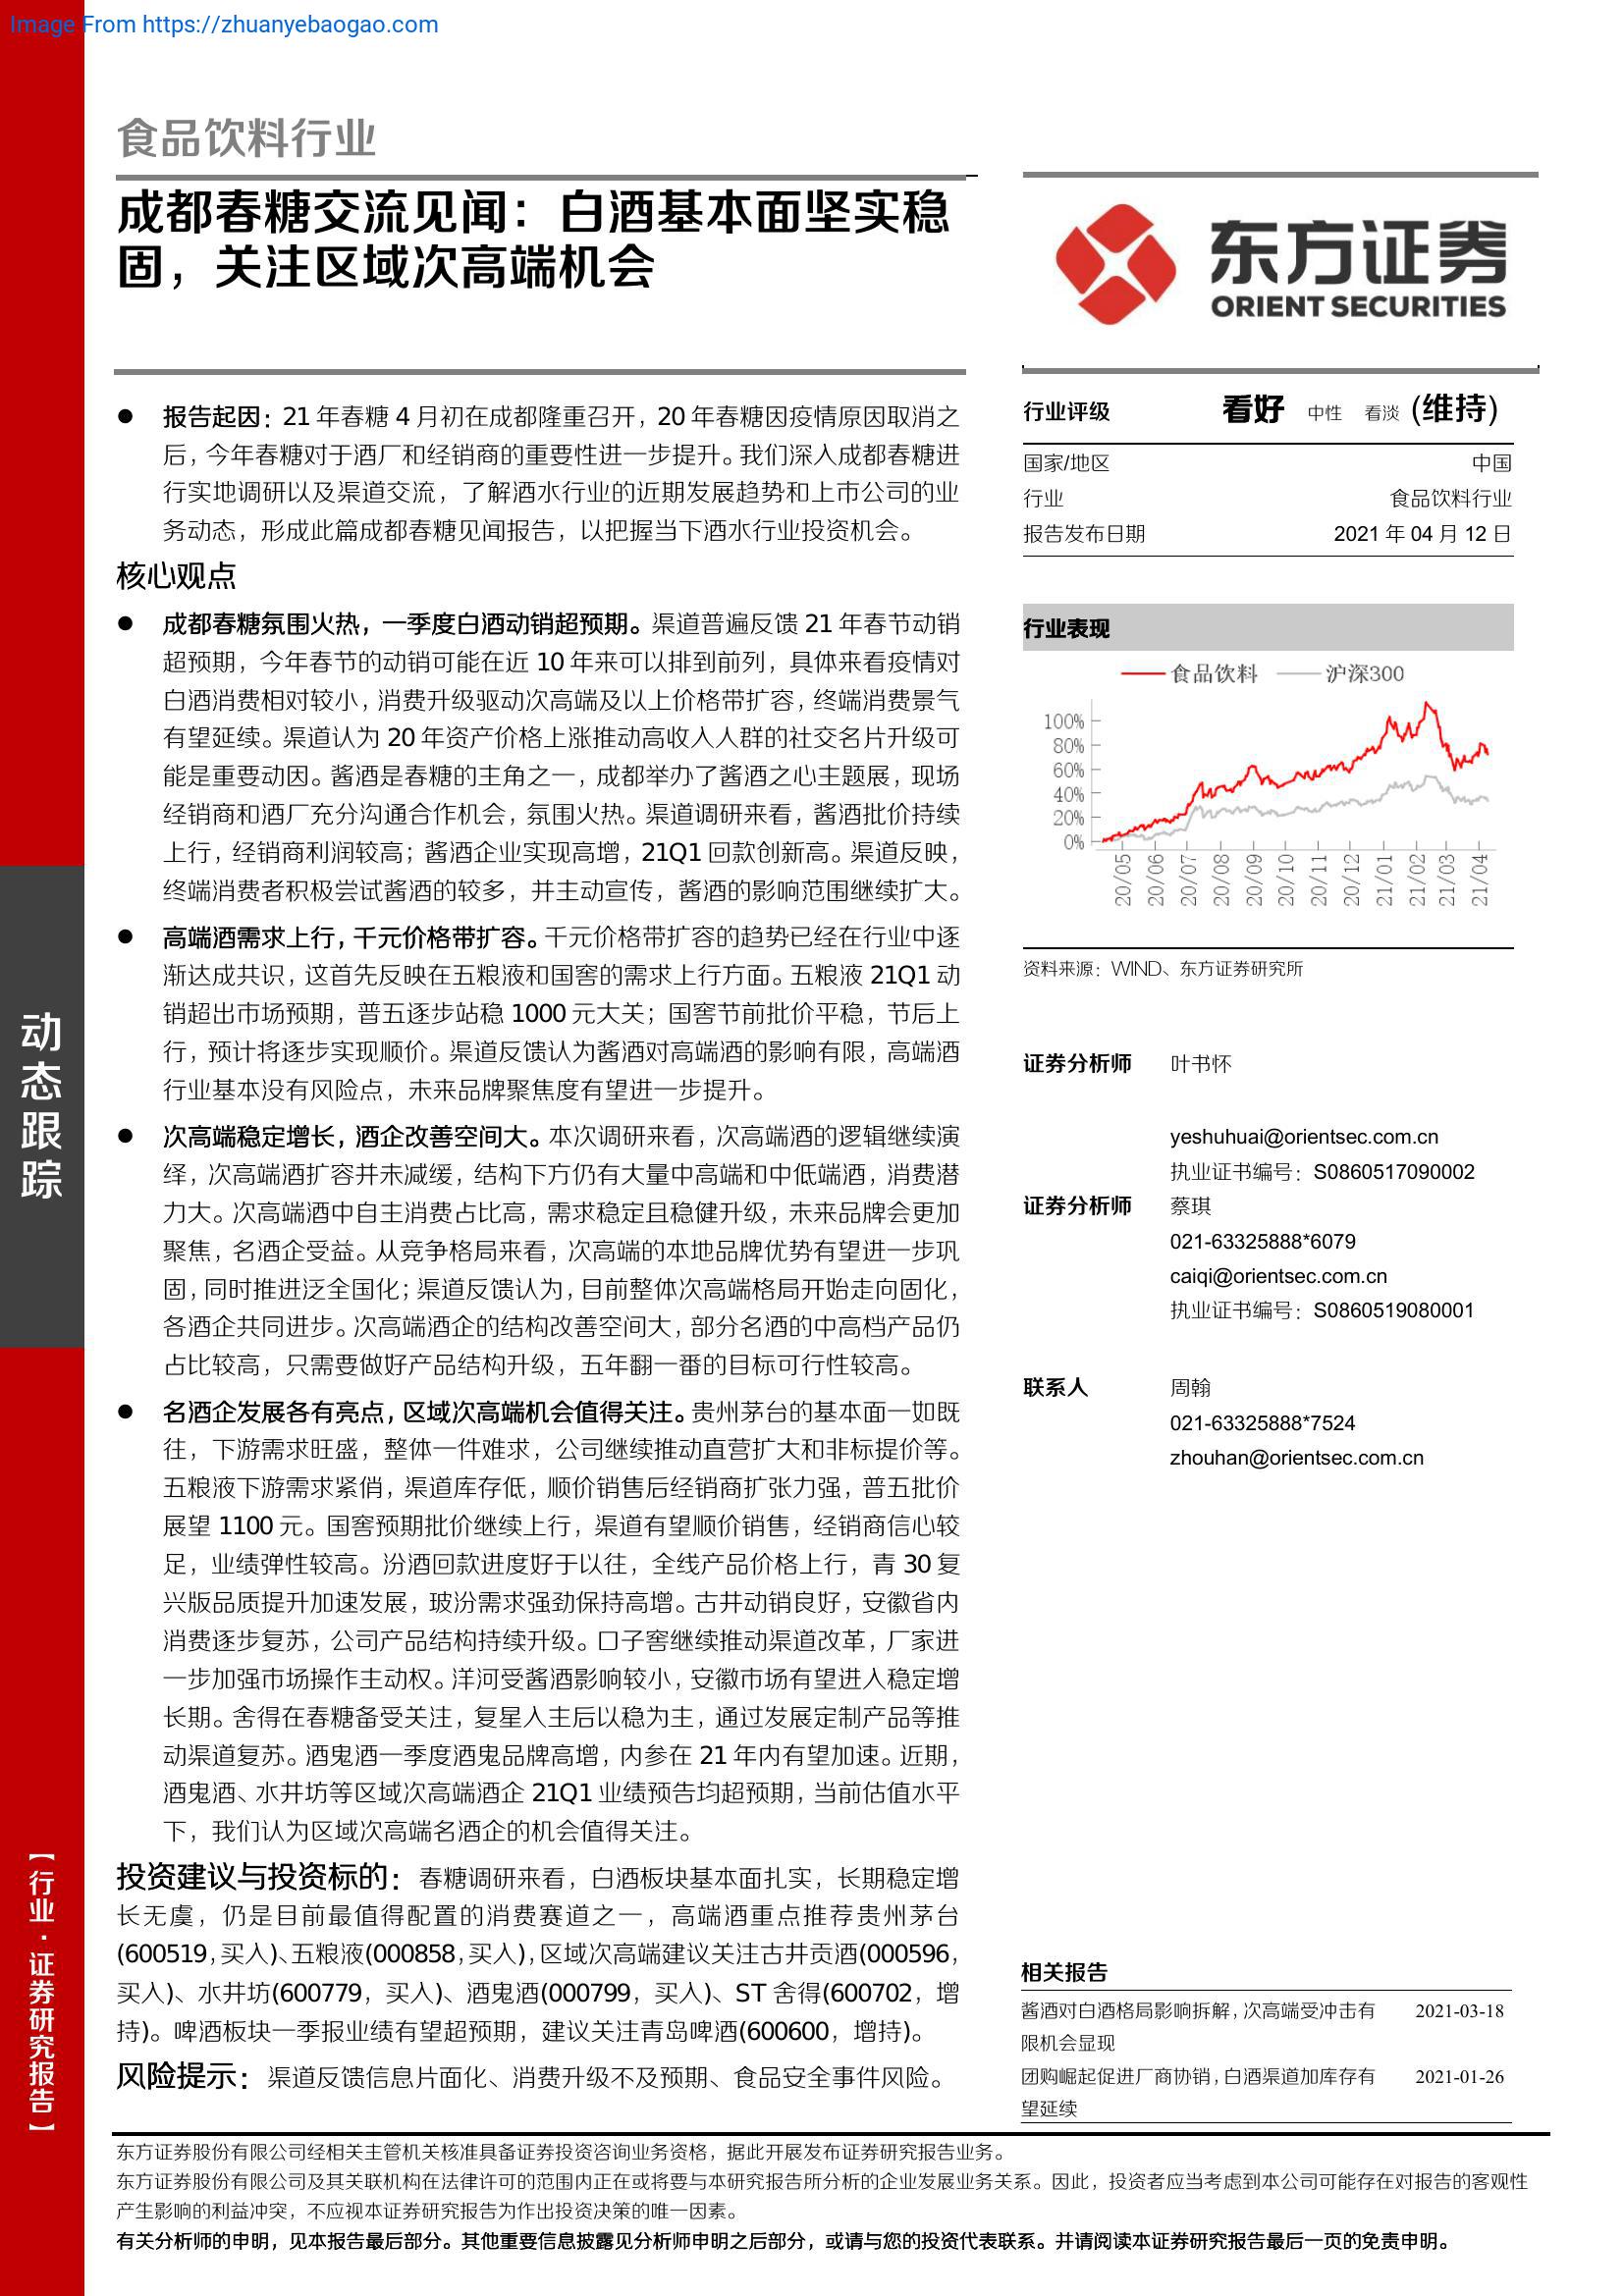 Image From https://zhuanyebaogao.com
食品饮料行业
成都春糖交流见闻：白酒基本面坚实稳
固，关注区域次高端机会
东方证券
ORIENT SECURITIES
● 报告起因：21 年春糖 4 月初在成都隆重召开，20 年春糖因疫情原因取消之
后，今年春糖对于酒厂和经销商的重要性进一步提升。我们深入成都春糖进
行实地调研以及渠道交流，了解酒水行业的近期发展趋势和上市公司的业
务动态，形成此篇成都春糖见闻报告，以把握当下酒水行业投资机会。
核心观点
● 成都春糖氛围火热，一季度白酒动销超预期。渠道普遍反馈 21 年春节动销
超预期，今年春节的动销可能在近 10 年来可以排到前列，具体来看疫情对
白酒消费相对较小，消费升级驱动次高端及以上价格带扩容，终端消费景气
有望延续。渠道认为 20 年资产价格上涨推动高收入人群的社交名片升级可
能是重要动因。酱酒是春糖的主角之一，成都举办了酱酒之心主题展，现场
经销商和酒厂充分沟通合作机会，氛围火热。渠道调研来看，酱酒批价持续
上行，经销商利润较高；酱酒企业实现高增，21Q1 回款创新高。渠道反映，
终端消费者积极尝试酱酒的较多，并主动宣传，酱酒的影响范围继续扩大。
● 高端酒需求上行，千元价格带扩容。千元价格带扩容的趋势已经在行业中逐
渐达成共识，这首先反映在五粮液和国窖的需求上行方面。五粮液 21Q1 动
销超出市场预期，普五逐步站稳 1000 元大关；国窖节前批价平稳，节后上
行，预计将逐步实现顺价。渠道反馈认为酱酒对高端酒的影响有限，高端酒
行业基本没有风险点，未来品牌聚焦度有望进一步提升。
● 次高端稳定增长，酒企改善空间大。本次调研来看，次高端酒的逻辑继续演
绎，次高端酒扩容并未减缓，结构下方仍有大量中高端和中低端酒，消费潜
力大。次高端酒中自主消费占比高，需求稳定且稳健升级，未来品牌会更加
聚焦，名酒企受益。从竞争格局来看，次高端的本地品牌优势有望进一步巩
固，同时推进泛全国化；渠道反馈认为，目前整体次高端格局开始走向固化，
各酒企共同进步。次高端酒企的结构改善空间大，部分名酒的中高档产品仍
占比较高，只需要做好产品结构升级，五年翻一番的目标可行性较高。
● 名酒企发展各有亮点，区域次高端机会值得关注。贵州茅台的基本面一如既
往，下游需求旺盛，整体一件难求，公司继续推动直营扩大和非标提价等。
五粮液下游需求紧俏，渠道库存低，顺价销售后经销商扩张力强，普五批价
展望 1100 元。国窖预期批价继续上行，渠道有望顺价销售，经销商信心较
足，业绩弹性较高。汾酒回款进度好于以往，全线产品价格上行，青 30 复
兴版品质提升加速发展，玻汾需求强劲保持高增。古井动销良好，安徽省内
消费逐步复苏，公司产品结构持续升级。口子窖继续推动渠道改革，厂家进
一步加强市场操作主动权。洋河受酱酒影响较小，安徽市场有望进入稳定增
长期。舍得在春糖备受关注，复星入主后以稳为主，通过发展定制产品等推
动渠道复苏。酒鬼酒一季度酒鬼品牌高增，内参在 21 年内有望加速。近期，
酒鬼酒、水井坊等区域次高端酒企 21Q1 业绩预告均超预期，当前估值水平
下，我们认为区域次高端名酒企的机会值得关注。
投资建议与投资标的：春糖调研来看，白酒板块基本面扎实，长期稳定增
长无虞，仍是目前最值得配置的消费赛道之一，高端酒重点推荐贵州茅台
(600519，买入)、五粮液(000858，买入)，区域次高端建议关注古井贡酒(000596，
买入)、水井坊(600779，买入)、酒鬼酒(000799，买入)、ST 舍得(600702，增
持)。啤酒板块一季报业绩有望超预期，建议关注青岛啤酒(600600，增持)。
风险提示：渠道反馈信息片面化、消费升级不及预期、食品安全事件风险。
行业评级 看好 中性 看淡 (维持)
国家/地区 中国
行业 食品饮料行业
报告发布日期 2021 年 04 月 12 日
行业表现
食品饮料 沪深300
100%
80%
60%
40%
20%
0%
20/05 20/06 20/07 20/08 20/09 20/10 20/11 20/12 21/01 21/02 21/03 21/04
资料来源：WIND、东方证券研究所
证券分析师 叶书怀
yeshuhuai@orientsec.com.cn
执业证书编号：S0860517090002
证券分析师 蔡琪
021-63325888*6079
caiqi@orientsec.com.cn
执业证书编号：S0860519080001
联系人 周翰
021-63325888*7524
zhouhan@orientsec.com.cn
相关报告
酱酒对白酒格局影响拆解，次高端受冲击有 2021-03-18
限机会显现
团购崛起促进厂商协销，白酒渠道加库存有 2021-01-26
望延续
动态跟踪
【行业·证券研究报告】
东方证券股份有限公司经相关主管机关核准具备证券投资咨询业务资格，据此开展发布证券研究报告业务。
东方证券股份有限公司及其关联机构在法律许可的范围内正在或将要与本研究报告所分析的企业发展业务关系。因此，投资者应当考虑到本公司可能存在对报告的客观性
产生影响的利益冲突，不应视本证券研究报告为作出投资决策的唯一因素。
有关分析师的申明，见本报告最后部分。其他重要信息披露见分析师申明之后部分，或请与您的投资代表联系。并请阅读本证券研究报告最后一页的免责申明。